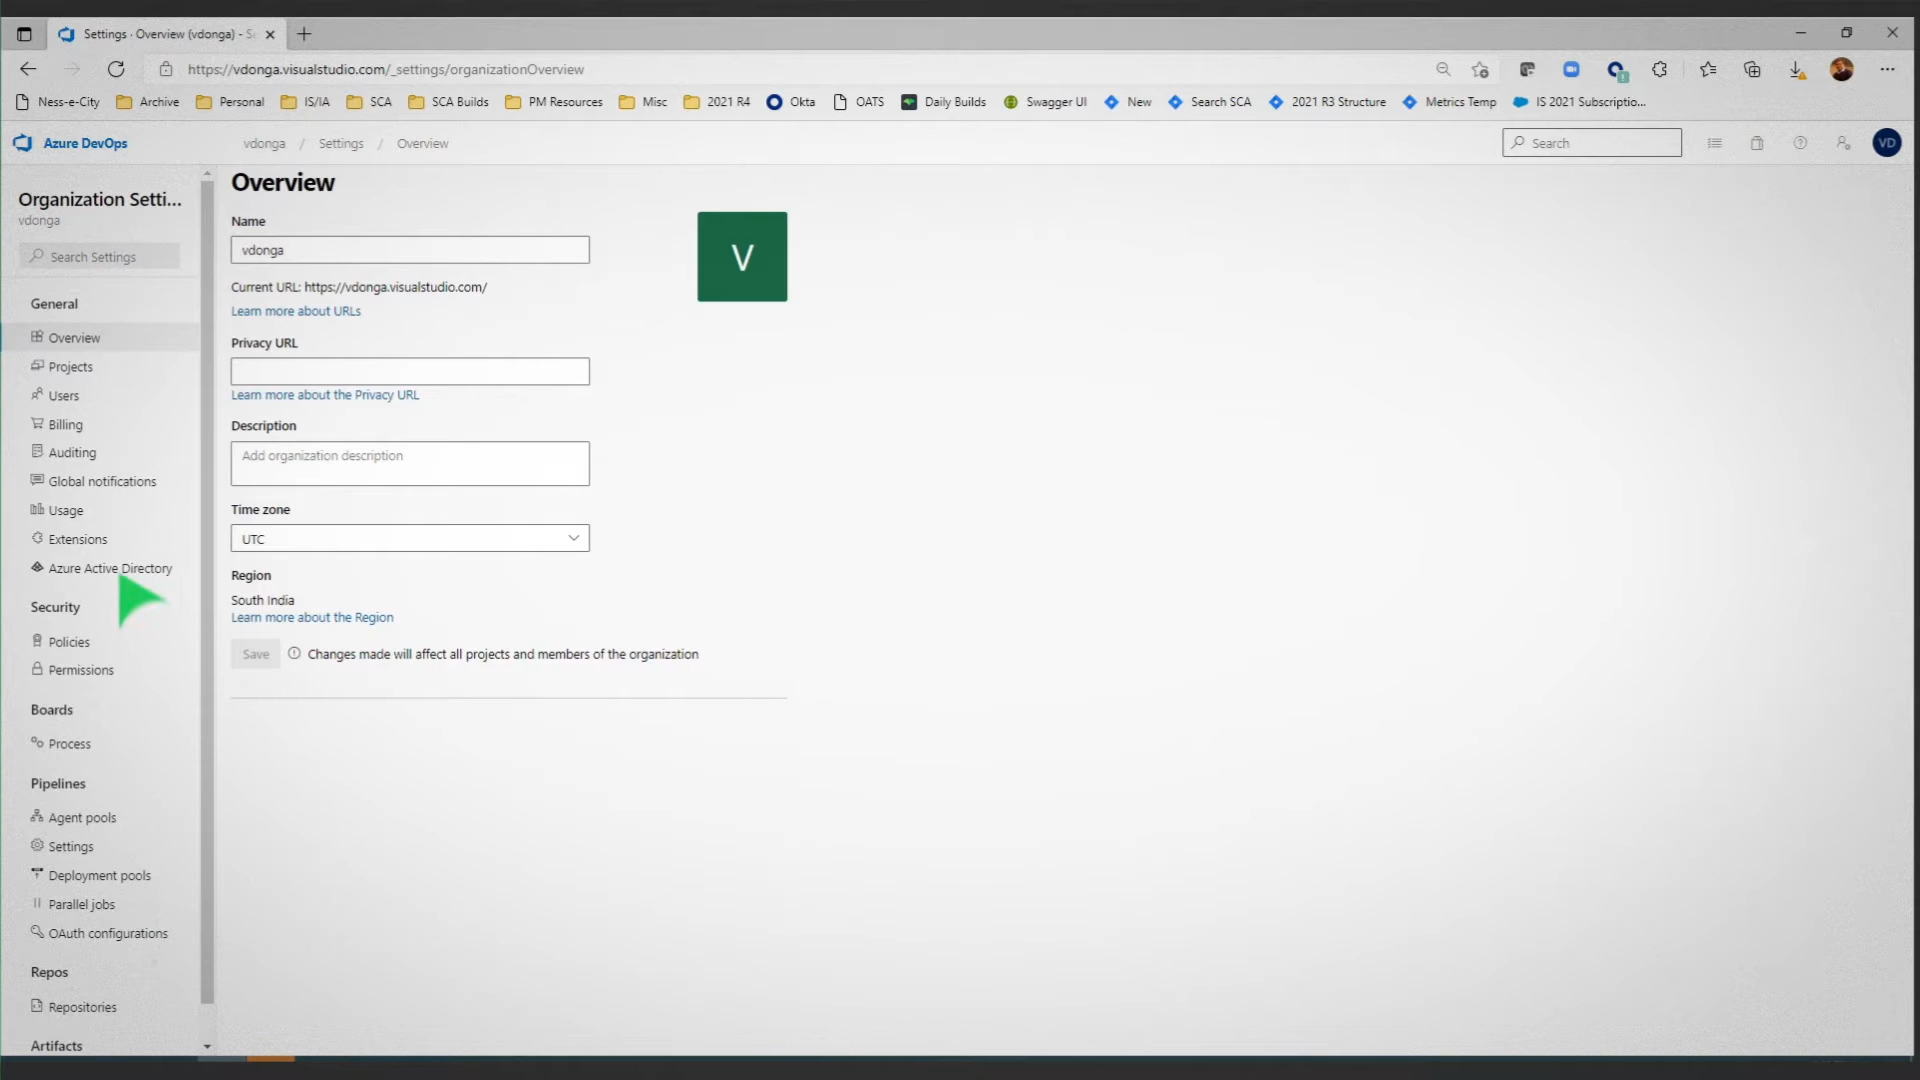 Settings · Overview (vdonga) - Se
https://vdonga.visualstudio.com/_settings/organizationOverview
Ness-e-City Archive Personal IS/IA SCA SCA Builds PM Resources Misc 2021 R4 Okta OATS Daily Builds Swagger UI New Search SCA 2021 R3 Structure Metrics Temp IS 2021 Subscriptio...
Azure DevOps vdonga / Settings / Overview Search VD
Organization Setti...
vdonga
Search Settings
General
Overview
Projects
Users
Billing
Auditing
Global notifications
Usage
Extensions
Azure Active Directory
Security
Policies
Permissions
Boards
Process
Pipelines
Agent pools
Settings
Deployment pools
Parallel jobs
OAuth configurations
Repos
Repositories
Artifacts
Overview
Name
vdonga
V
Current URL: https://vdonga.visualstudio.com/
Learn more about URLs
Privacy URL
Learn more about the Privacy URL
Description
Add organization description
Time zone
UTC
Region
South India
Learn more about the Region
Save Changes made will affect all projects and members of the organization